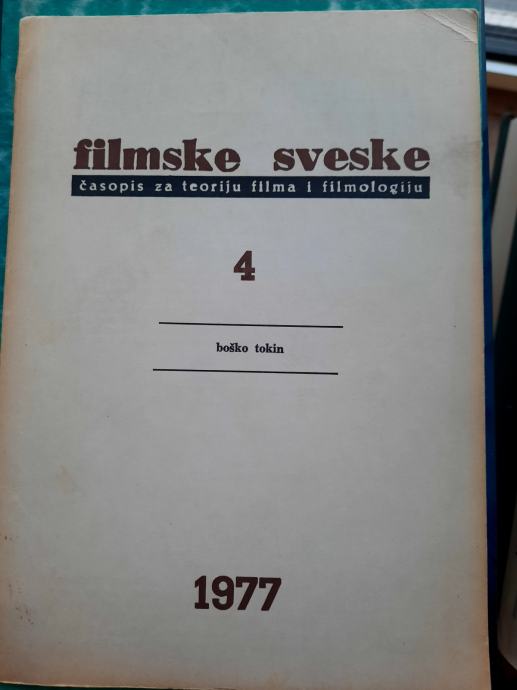 filmske sveske
časopis za teoriju filma i filmologiju
4
boško tokin
1977